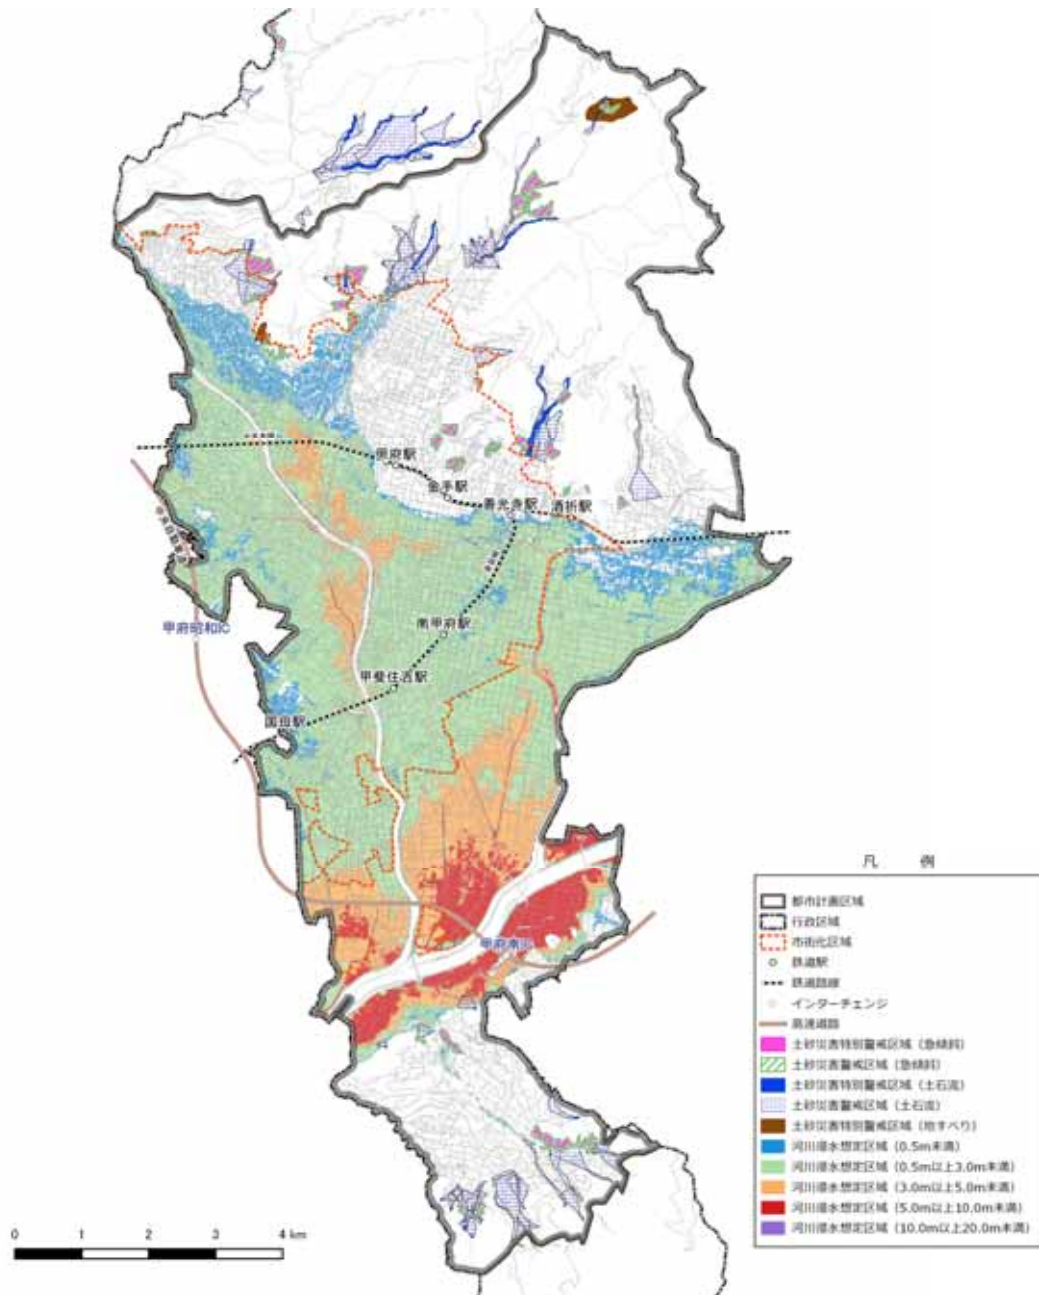 甲府駅
金手駅
善光寺駅
酒折駅
甲府昭和IC
南甲府駅
甲斐住吉駅
国母駅
甲府南IC
凡 例
都市計画区域
行政区域
市街化区域
鉄道駅
鉄道路線
インターチェンジ
高速道路
土砂災害特別警戒区域（急傾斜）
土砂災害警戒区域（急傾斜）
土砂災害特別警戒区域（土石流）
土砂災害警戒区域（土石流）
土砂災害特別警戒区域（地すべり）
河川浸水想定区域（0.5m未満）
河川浸水想定区域（0.5m以上3.0m未満）
河川浸水想定区域（3.0m以上5.0m未満）
河川浸水想定区域（5.0m以上10.0m未満）
河川浸水想定区域（10.0m以上20.0m未満）
0 1 2 3 4 km